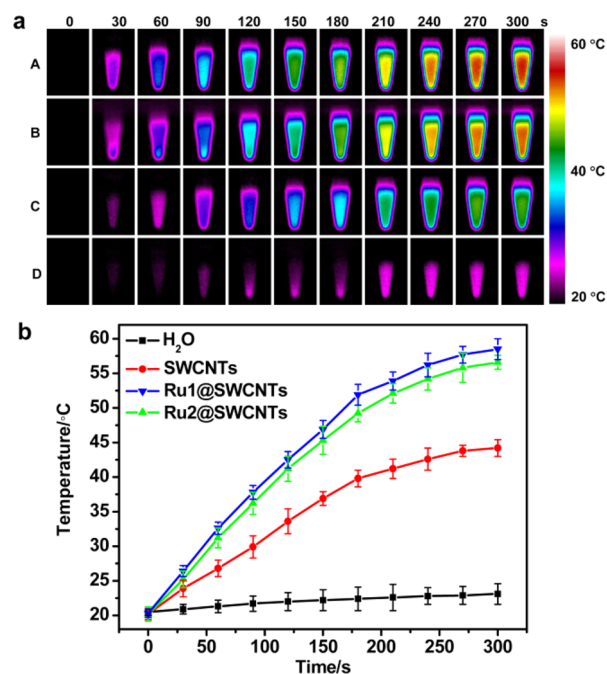 a 0 30 60 90 120 150 180 210 240 270 300 s
A
B
C
D
60 °C
40 °C
20 °C
b
H₂O
SWCNTs
Ru1@SWCNTs
Ru2@SWCNTs
Temperature/°C
60
55
50
45
40
35
30
25
20
0 50 100 150 200 250 300
Time/s